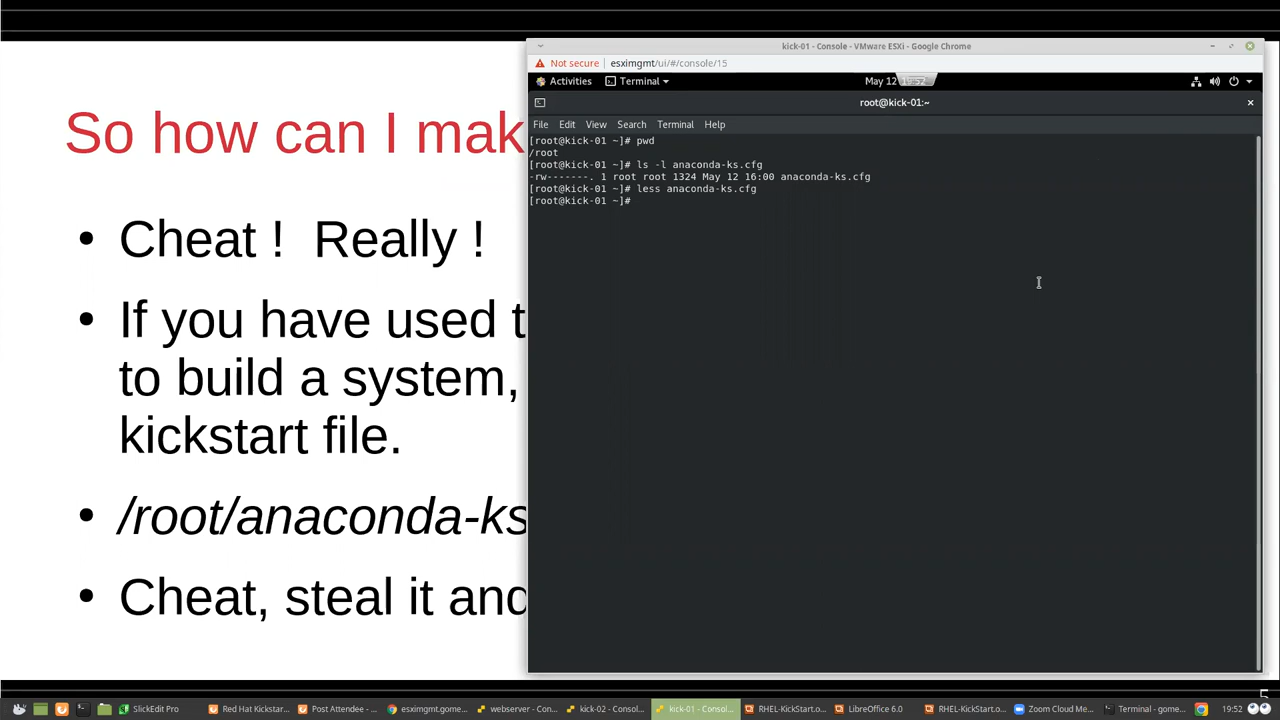 So how can I mak
• Cheat !  Really !
• If you have used t
to build a system,
kickstart file.
• /root/anaconda-ks
• Cheat, steal it and
kick-01 - Console - VMware ESXi - Google Chrome
Not secure | esximgmt/ui/#/console/15
Activities Terminal May 12
root@kick-01:~
File Edit View Search Terminal Help
[root@kick-01 ~]# pwd
/root
[root@kick-01 ~]# ls -l anaconda-ks.cfg
-rw-------. 1 root root 1324 May 12 16:00 anaconda-ks.cfg
[root@kick-01 ~]# less anaconda-ks.cfg
[root@kick-01 ~]#
SlickEdit Pro Red Hat Kickstar... Post Attendee - ... esximgmt.gome... webserver - Con... kick-02 - Consol... kick-01 - Consol... RHEL-KickStart.o... LibreOffice 6.0 RHEL-KickStart.o... Zoom Cloud Me... Terminal - gome... 19:52